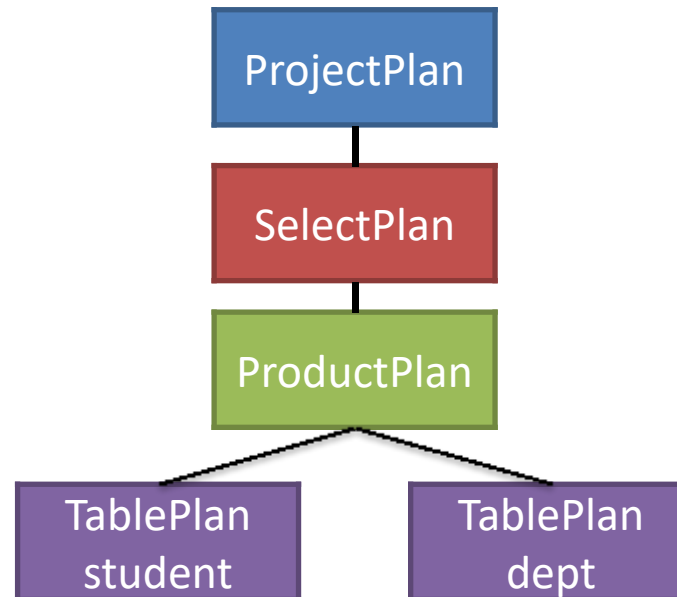 ProjectPlan
SelectPlan
ProductPlan
TablePlan
student
TablePlan
dept